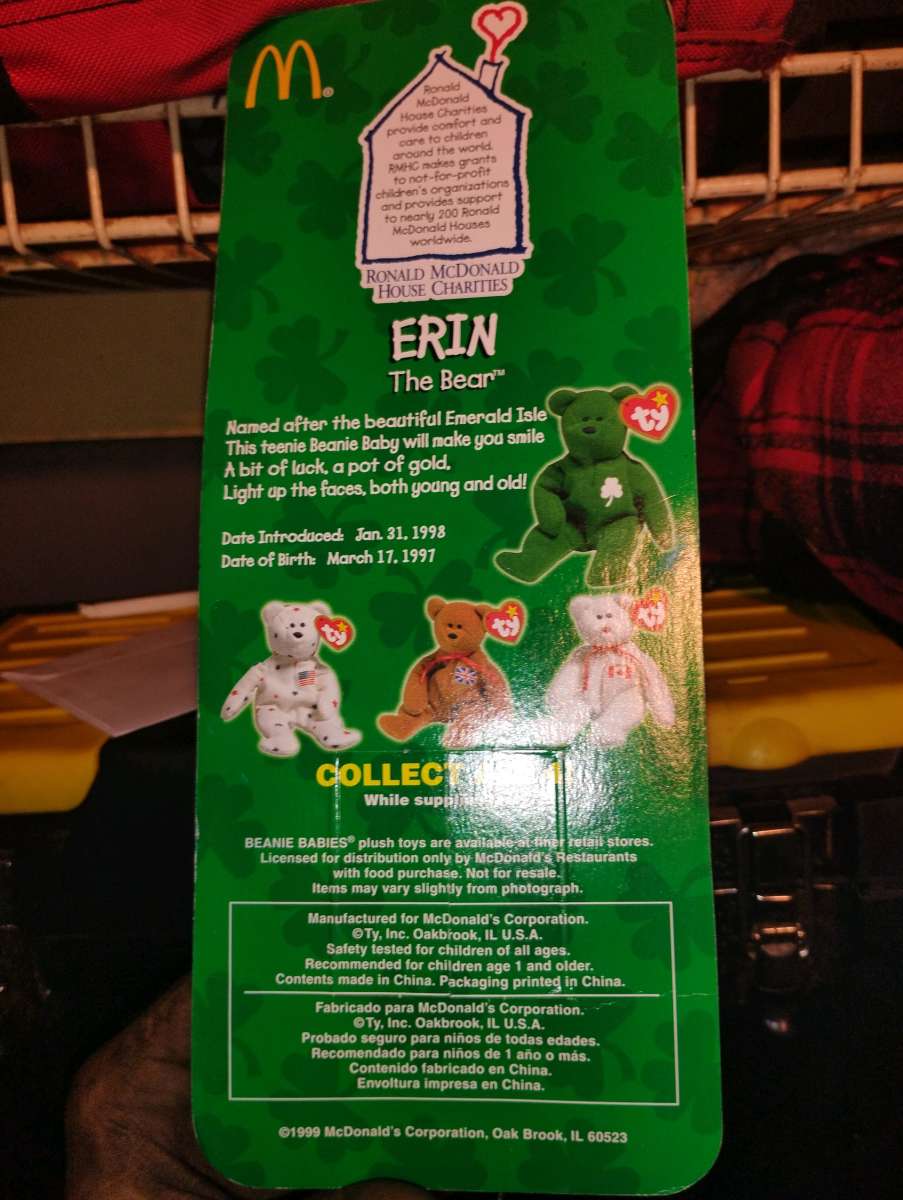 M®
Ronald
McDonald
House Charities
provide comfort and
care to children
around the world.
RMHC makes grants
to not-for-profit
children's organizations
and provides support
to nearly 200 Ronald
McDonald Houses
worldwide.
RONALD MCDONALD
HOUSE CHARITIES
ERIN
The Bear™
Named after the beautiful Emerald Isle
This teenie Beanie Baby will make you smile
A bit of luck, a pot of gold,
Light up the faces, both young and old!
ty
Date Introduced: Jan. 31, 1998
Date of Birth: March 17, 1997
ty
ty
ty
COLLECT
While
BEANIE BABIES® plush toys are available at finer retail stores.
Licensed for distribution only by McDonald's Restaurants
with food purchase. Not for resale.
Items may vary slightly from photograph.
Manufactured for McDonald's Corporation.
©Ty, Inc. Oakbrook, IL U.S.A.
Safety tested for children of all ages.
Recommended for children age 1 and older.
Contents made in China. Packaging printed in China.
Fabricado para McDonald's Corporation.
©Ty, Inc. Oakbrook, IL U.S.A.
Probado seguro para niños de todas edades.
Recomendado para niños de 1 año o más.
Contenido fabricado en China.
Envoltura impresa en China.
©1999 McDonald's Corporation, Oak Brook, IL 60523